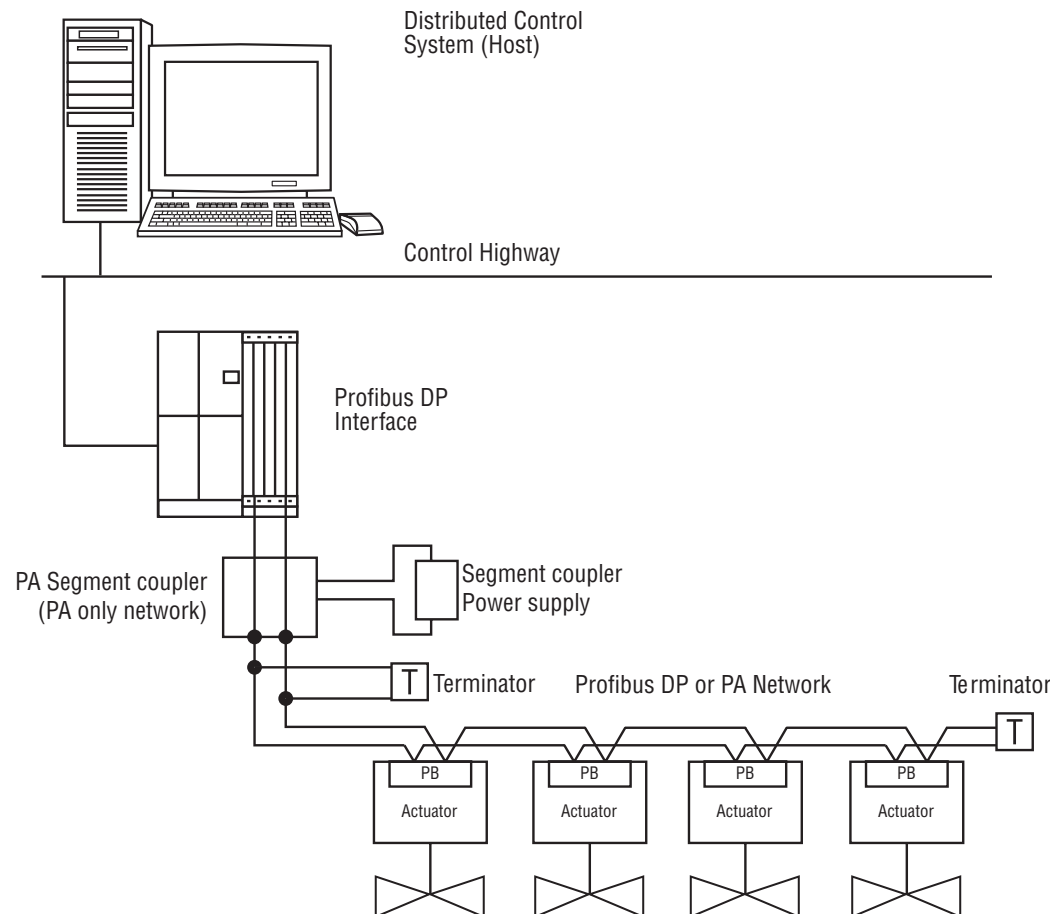 Distributed Control
System (Host)
Control Highway
Profibus DP
Interface
PA Segment coupler
(PA only network)
Segment coupler
Power supply
T
Terminator
Profibus DP or PA Network
Terminator
T
PB
PB
PB
PB
Actuator
Actuator
Actuator
Actuator